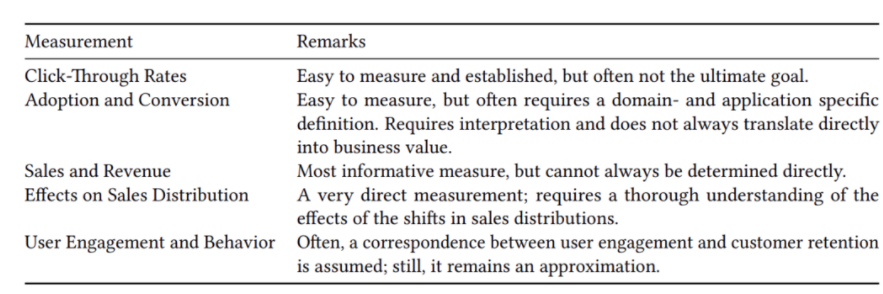 Measurement Remarks
Click-Through Rates Easy to measure and established, but often not the ultimate goal.
Adoption and Conversion Easy to measure, but often requires a domain- and application specific
definition. Requires interpretation and does not always translate directly
into business value.
Sales and Revenue Most informative measure, but cannot always be determined directly.
Effects on Sales Distribution A very direct measurement; requires a thorough understanding of the
effects of the shifts in sales distributions.
User Engagement and Behavior Often, a correspondence between user engagement and customer retention
is assumed; still, it remains an approximation.